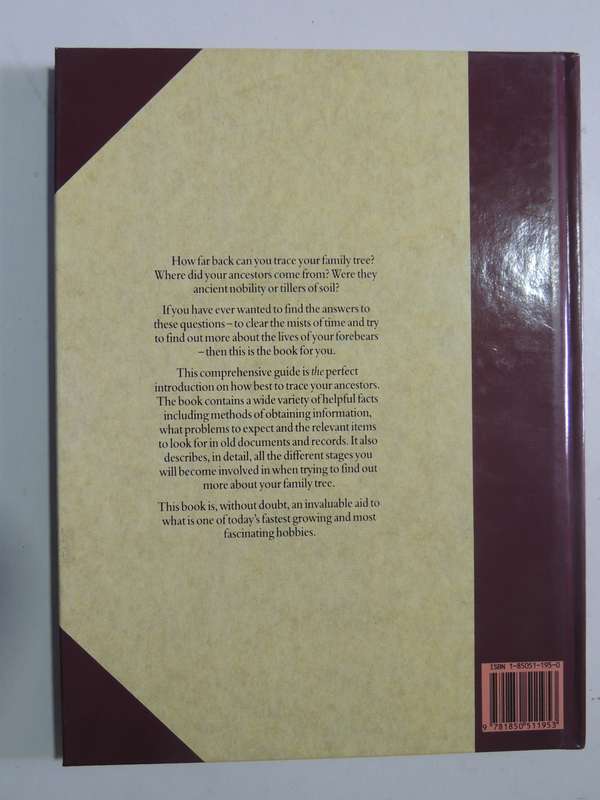 How far back can you trace your family tree?
Where did your ancestors come from? Were they
ancient nobility or tillers of soil?
If you have ever wanted to find the answers to
these questions – to clear the mists of time and try
to find out more about the lives of your forebears
– then this is the book for you.
This comprehensive guide is the perfect
introduction on how best to trace your ancestors.
The book contains a wide variety of helpful facts
including methods of obtaining information,
what problems to expect and the relevant items
to look for in old documents and records. It also
describes, in detail, all the different stages you
will become involved in when trying to find out
more about your family tree.
This book is, without doubt, an invaluable aid to
what is one of today's fastest growing and most
fascinating hobbies.
ISBN 1-85051-195-0
9 781850 511953